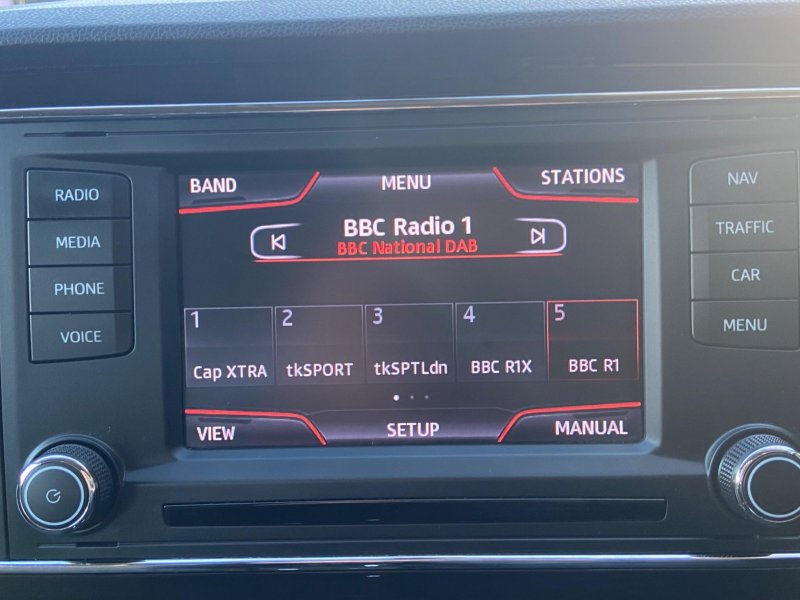 BAND MENU STATIONS
RADIO
MEDIA
PHONE
VOICE
BBC Radio 1
BBC National DAB
1 2 3 4 5
Cap XTRA tkSPORT tkSPTLdn BBC R1X BBC R1
VIEW SETUP MANUAL
NAV
TRAFFIC
CAR
MENU